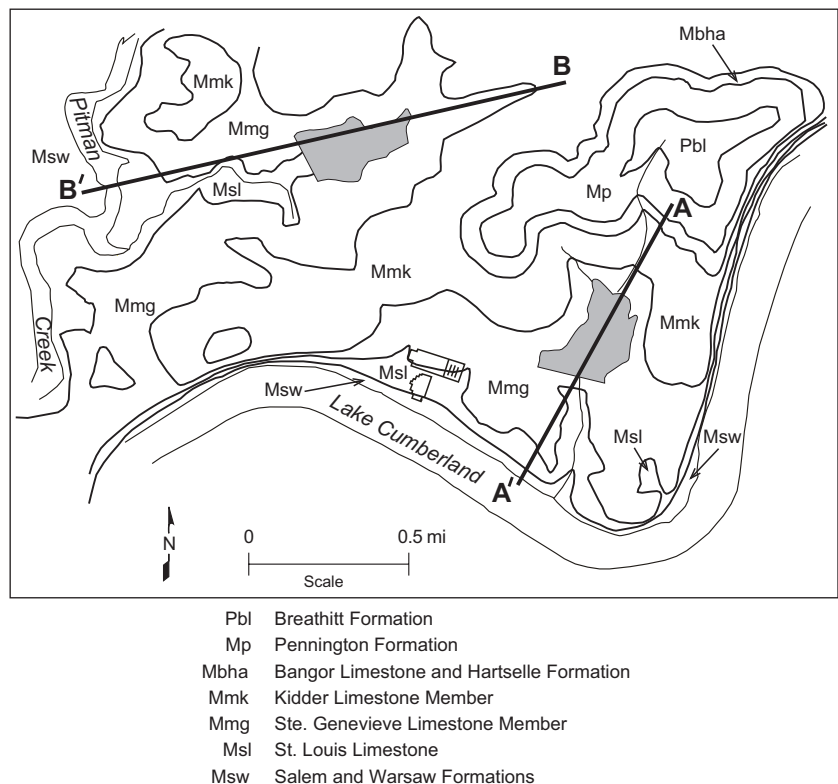 Mbha
B
Mmk
Pitman
Mmg
Pbl
Msw
B′
Msl
Mp
A
Mmk
Mmg
Mmk
Creek
Msl
Mmg
Msw
Lake Cumberland
Msl
Msw
A′
N
0 0.5 mi
Scale
Pbl Breathitt Formation
Mp Pennington Formation
Mbha Bangor Limestone and Hartselle Formation
Mmk Kidder Limestone Member
Mmg Ste. Genevieve Limestone Member
Msl St. Louis Limestone
Msw Salem and Warsaw Formations